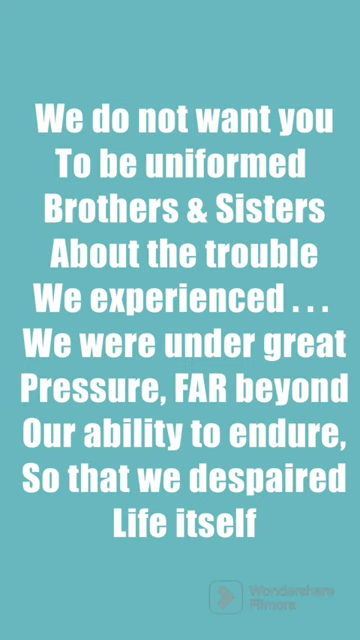 We do not want you
To be uniformed
Brothers & Sisters
About the trouble
We experienced . . .
We were under great
Pressure, FAR beyond
Our ability to endure,
So that we despaired
Life itself
Wondershare
Filmora